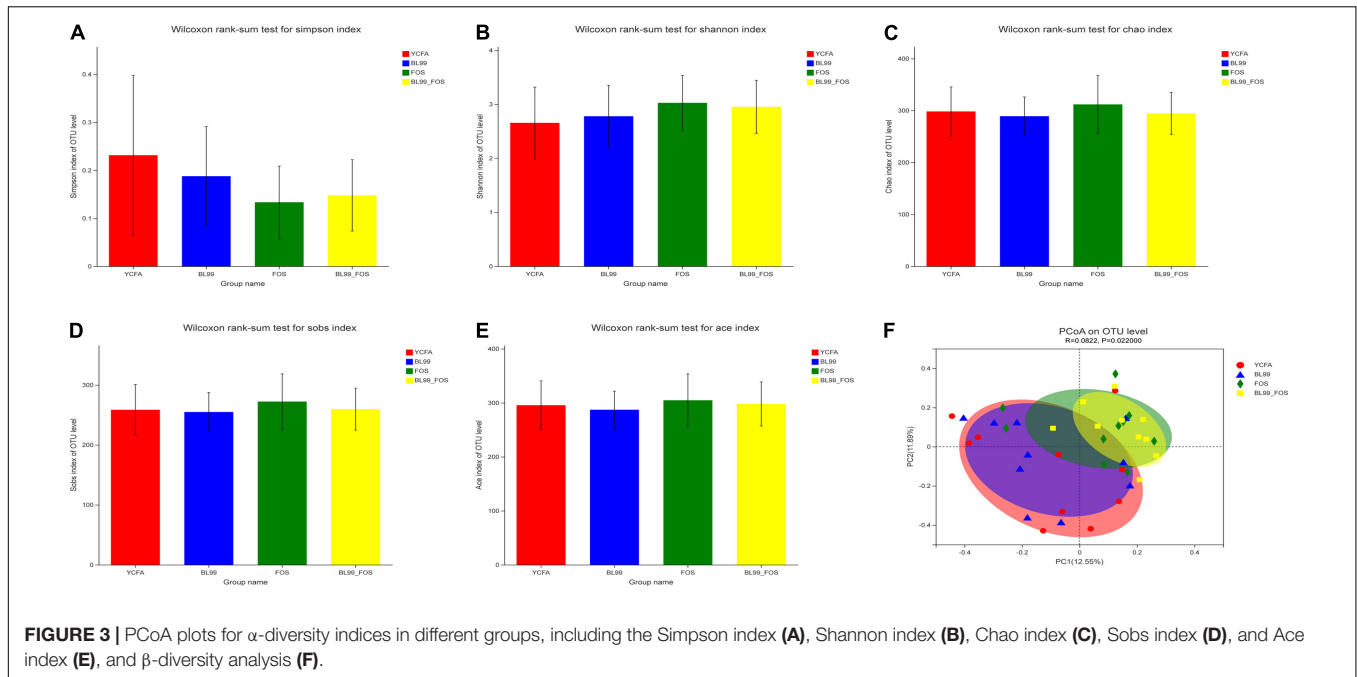 A
Wilcoxon rank-sum test for simpson index
YCFA
BL99
FOS
BL99_FOS
Simpson index of OTU level
0.4
0.3
0.2
0.1
0
YCFA BL99 FOS BL99_FOS
Group name
B
Wilcoxon rank-sum test for shannon index
YCFA
BL99
FOS
BL99_FOS
Shannon index of OTU level
4
3
2
1
0
YCFA BL99 FOS BL99_FOS
Group name
C
Wilcoxon rank-sum test for chao index
YCFA
BL99
FOS
BL99_FOS
Chao index of OTU level
400
300
200
100
0
YCFA BL99 FOS BL99_FOS
Group name
D
Wilcoxon rank-sum test for sobs index
YCFA
BL99
FOS
BL99_FOS
Sobs index of OTU level
300
200
100
0
YCFA BL99 FOS BL99_FOS
Group name
E
Wilcoxon rank-sum test for ace index
YCFA
BL99
FOS
BL99_FOS
Ace index of OTU level
400
300
200
100
0
YCFA BL99 FOS BL99_FOS
Group name
F
PCoA on OTU level
R=0.0822, P=0.022000
YCFA
BL99
FOS
BL99_FOS
PC2(11.89%)
0.4
0.2
0
-0.2
-0.4
-0.4 -0.2 0 0.2 0.4
PC1(12.55%)
FIGURE 3 | PCoA plots for α-diversity indices in different groups, including the Simpson index (A), Shannon index (B), Chao index (C), Sobs index (D), and Ace
index (E), and β-diversity analysis (F).